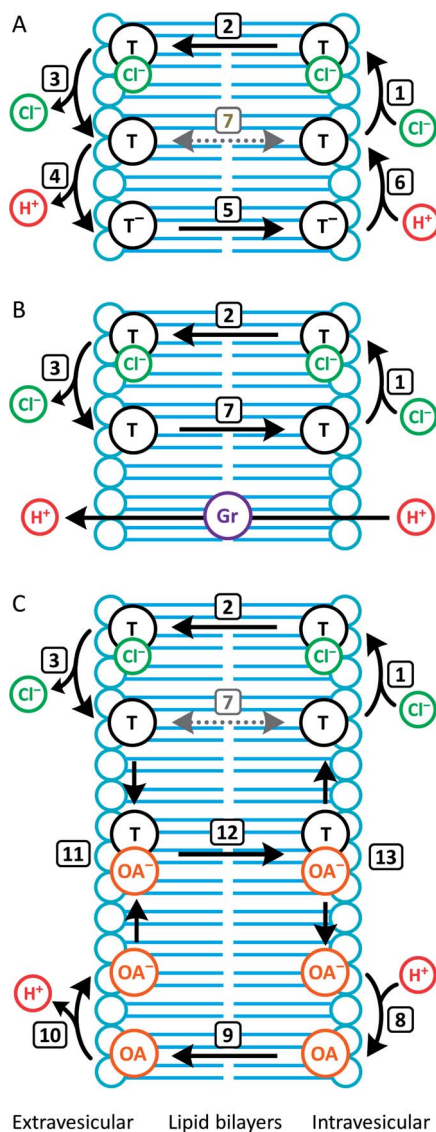 A
T 2 T
Cl⁻ Cl⁻
3 1
Cl⁻ Cl⁻
T 7 T
4 6
H⁺ H⁺
T⁻ 5 T⁻
B
T 2 T
Cl⁻ Cl⁻
3 1
Cl⁻ Cl⁻
T 7 T
H⁺ Gr H⁺
C
T 2 T
Cl⁻ Cl⁻
3 1
Cl⁻ Cl⁻
T 7 T
T 12 T
11 13
OA⁻ OA⁻
OA⁻ OA⁻
H⁺ H⁺
10 8
OA 9 OA
Extravesicular Lipid bilayers Intravesicular